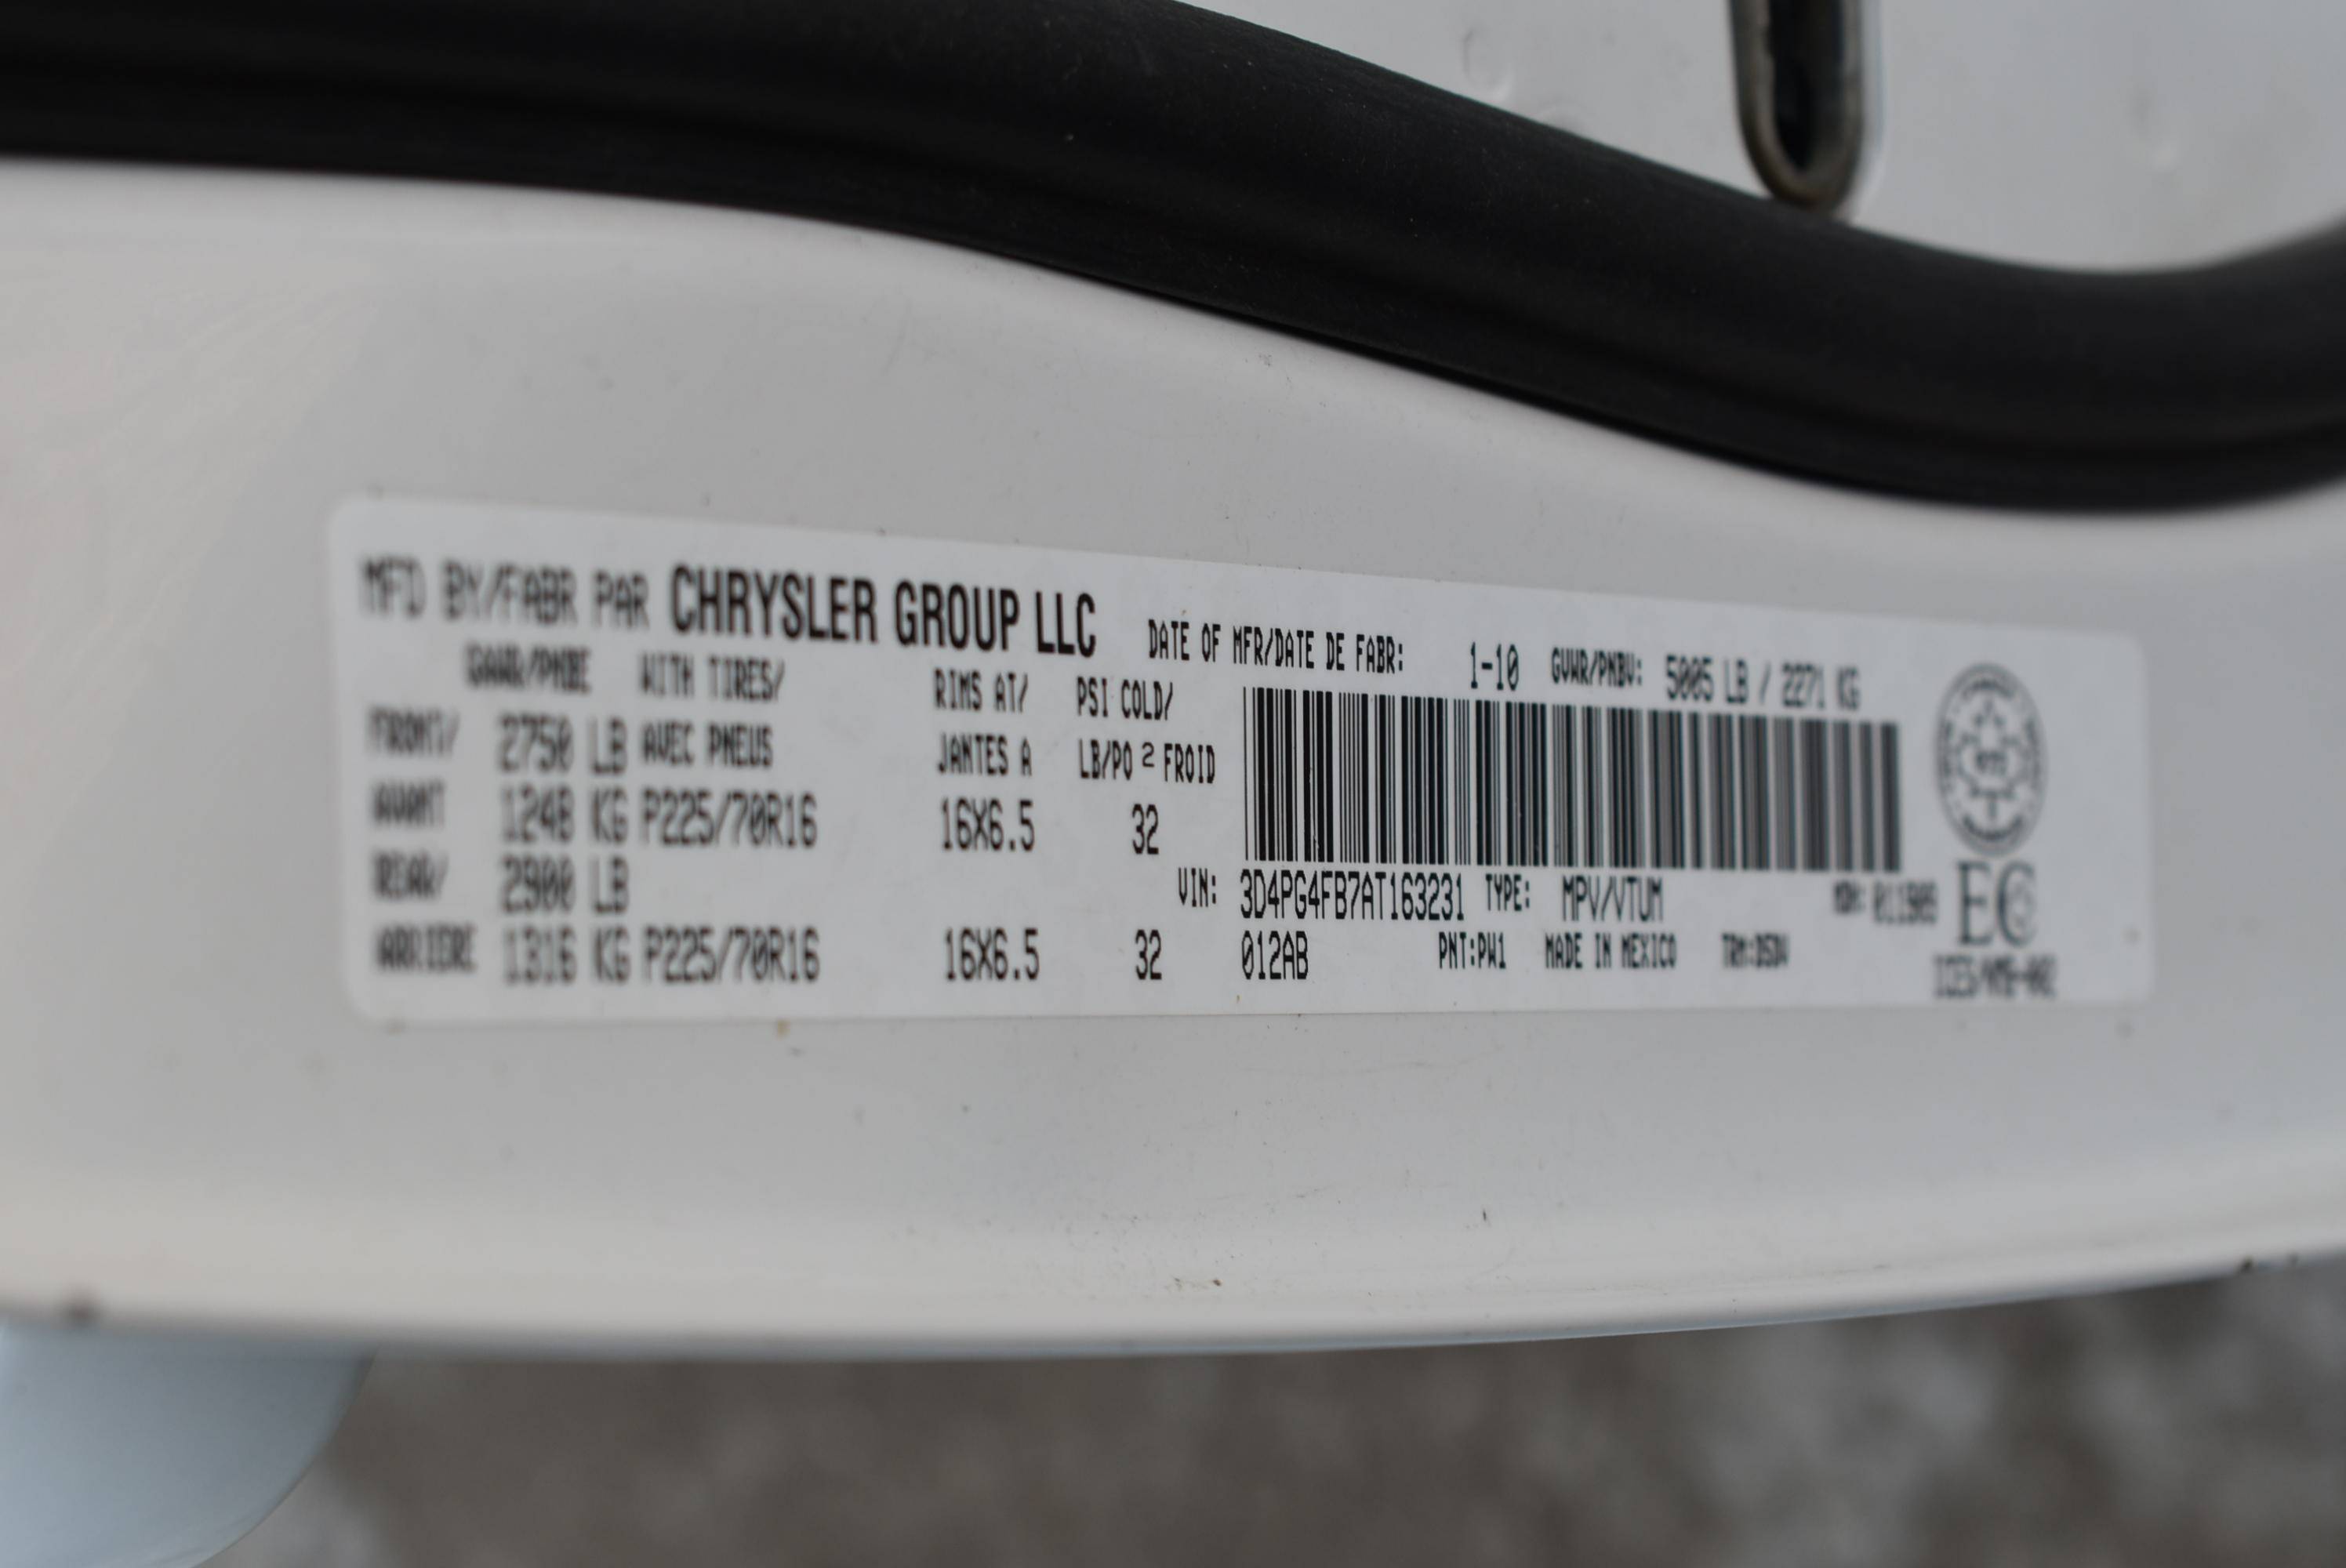 MFD BY/FABR PAR CHRYSLER GROUP LLC DATE OF MFR/DATE DE FABR: 1-10 GVWR/PNBV: 5005 LB / 2271 KG
GAWR/PNBE WITH TIRES/ RIMS AT/ PSI COLD/
FRONT/ 2750 LB AVEC PNEUS JANTES A LB/PO 2 FROID
AVANT 1248 KG P225/70R16 16X6.5 32
REAR/ 2900 LB VIN: 3D4PG4FB7AT163231 TYPE: MPV/VTUM MDH:
EC
ARRIERE 1316 KG P225/70R16 16X6.5 32 012AB PNT:PW1 MADE IN MEXICO